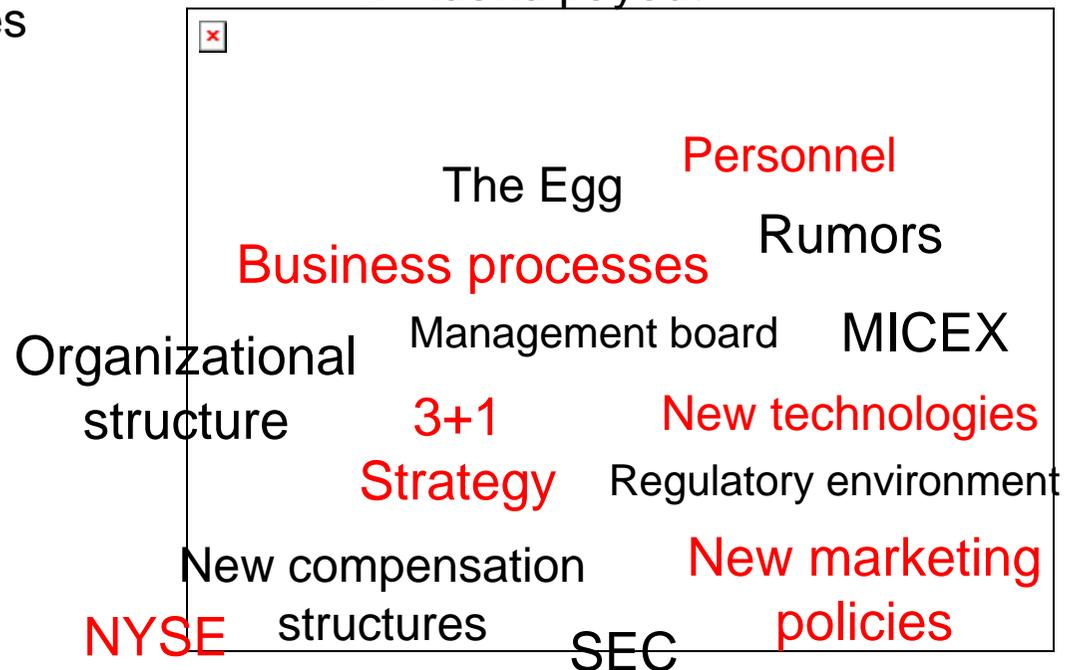 Personnel
The Egg
Rumors
Business processes
Management board
MICEX
Organizational
structure
3+1
New technologies
Strategy
Regulatory environment
New compensation
structures
New marketing
policies
NYSE
SEC